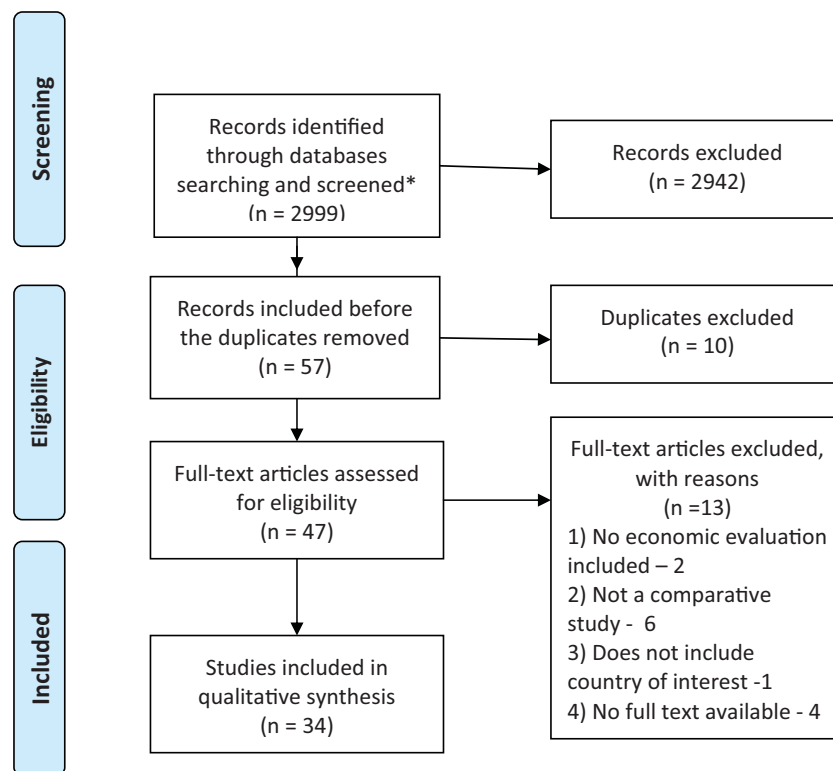 Screening
Records identified
through databases
searching and screened*
(n = 2999)
Records excluded
(n = 2942)
Eligibility
Records included before
the duplicates removed
(n = 57)
Duplicates excluded
(n = 10)
Full-text articles assessed
for eligibility
(n = 47)
Full-text articles excluded,
with reasons
(n =13)
1) No economic evaluation
included – 2
2) Not a comparative
study - 6
3) Does not include
country of interest -1
4) No full text available - 4
Included
Studies included in
qualitative synthesis
(n = 34)